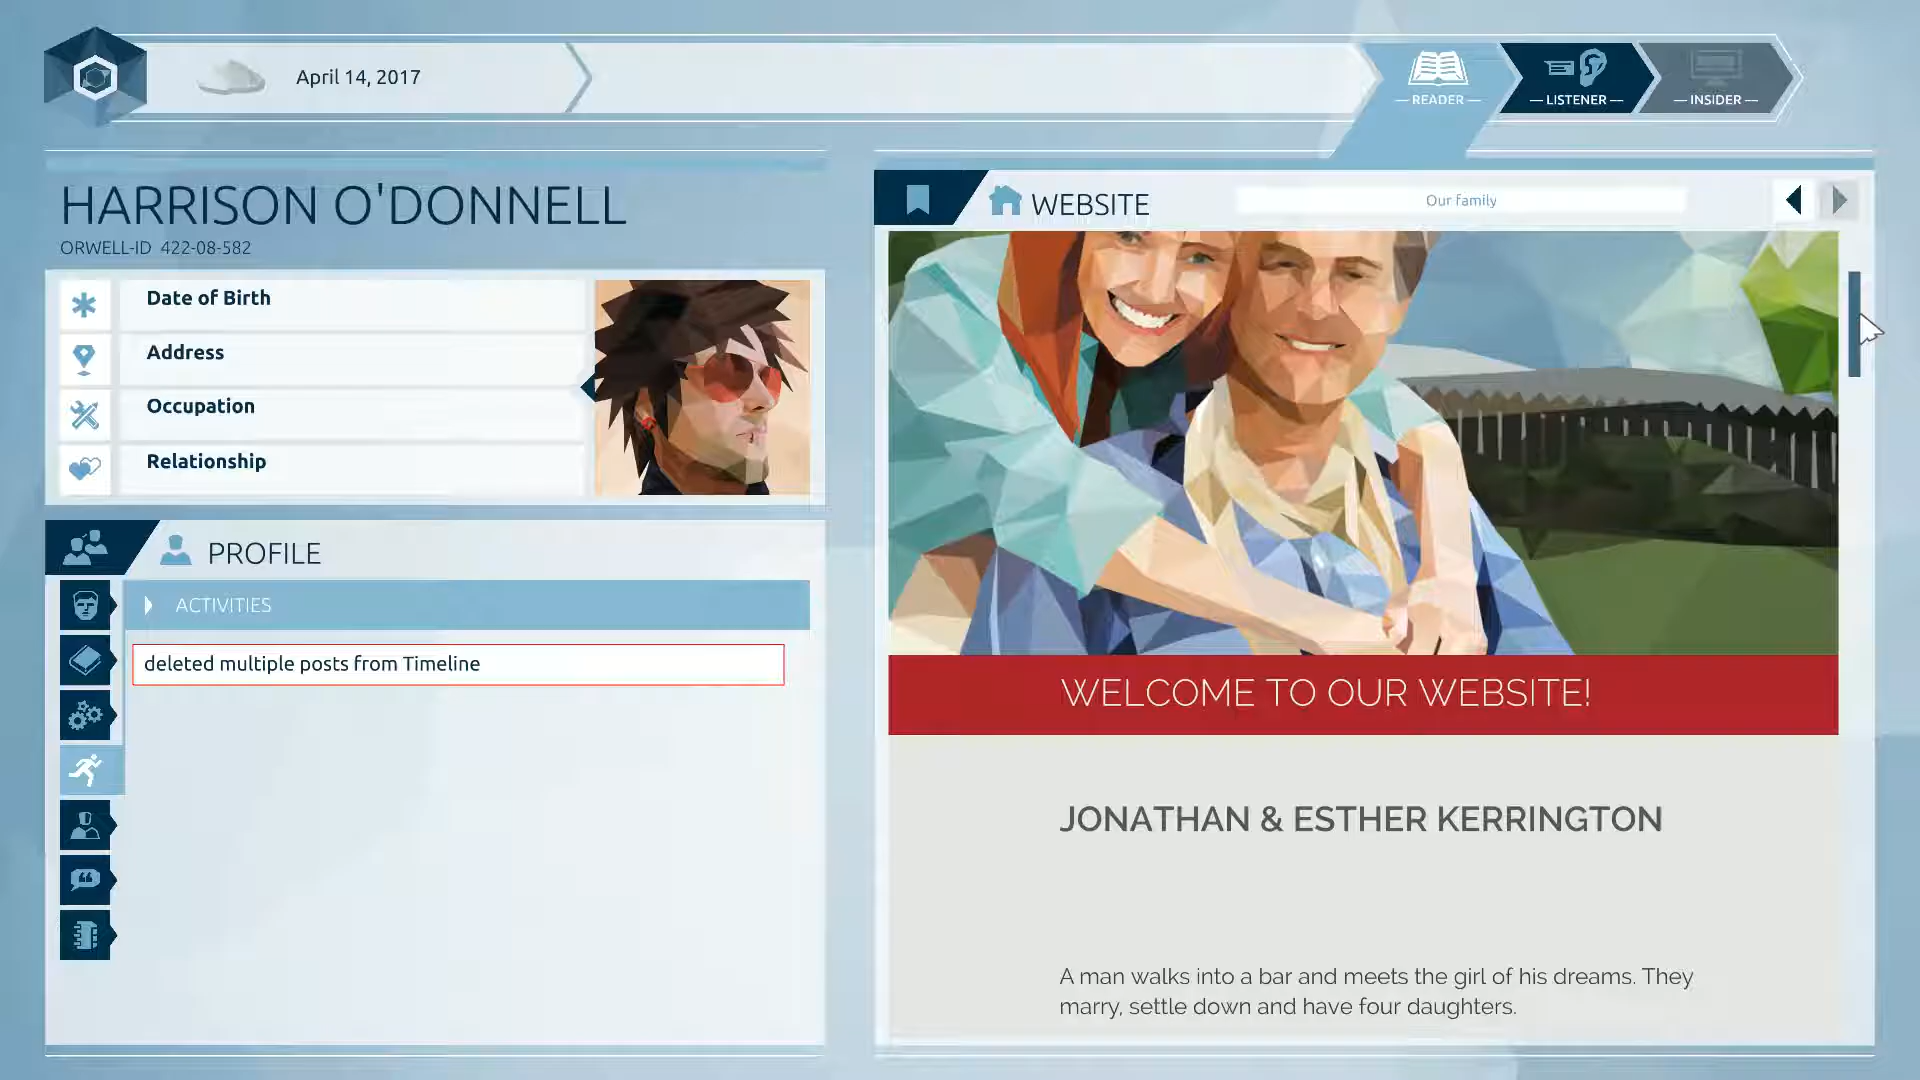 April 14, 2017
READER
LISTENER
INSIDER
HARRISON O'DONNELL
ORWELL-ID 422-08-582
Date of Birth
Address
Occupation
Relationship
PROFILE
ACTIVITIES
deleted multiple posts from Timeline
WEBSITE
Our family
WELCOME TO OUR WEBSITE!
JONATHAN & ESTHER KERRINGTON
A man walks into a bar and meets the girl of his dreams. They
marry, settle down and have four daughters.